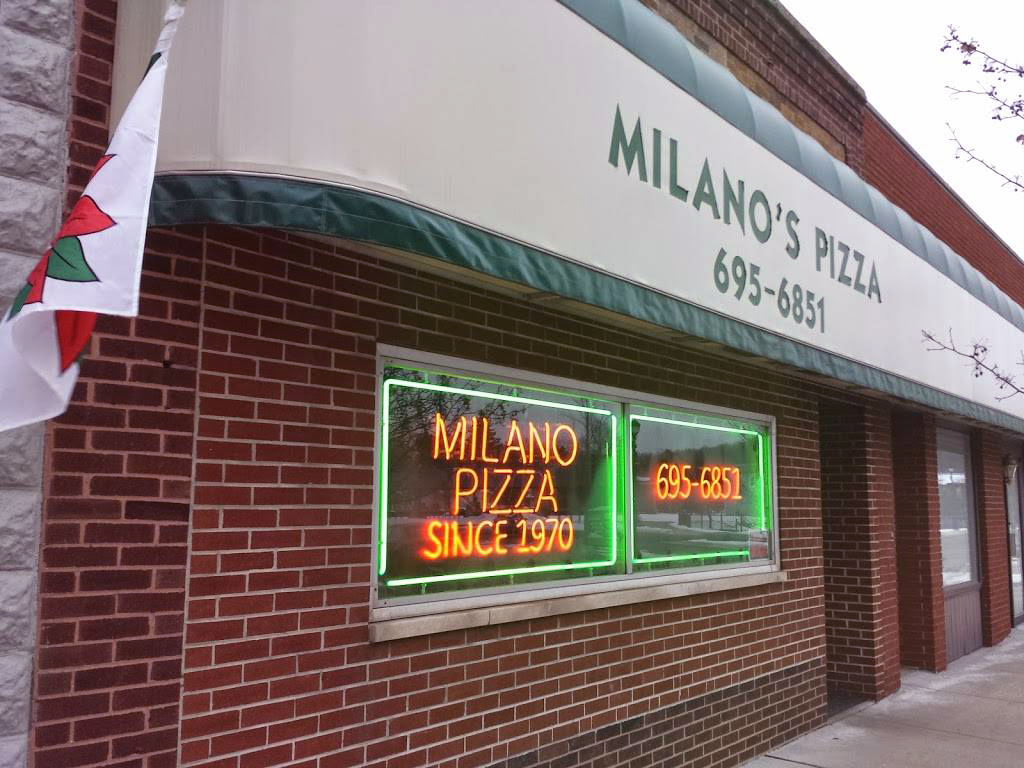 MILANO'S PIZZA
695-6851
MILANO
PIZZA
SINCE 1970
695-6851